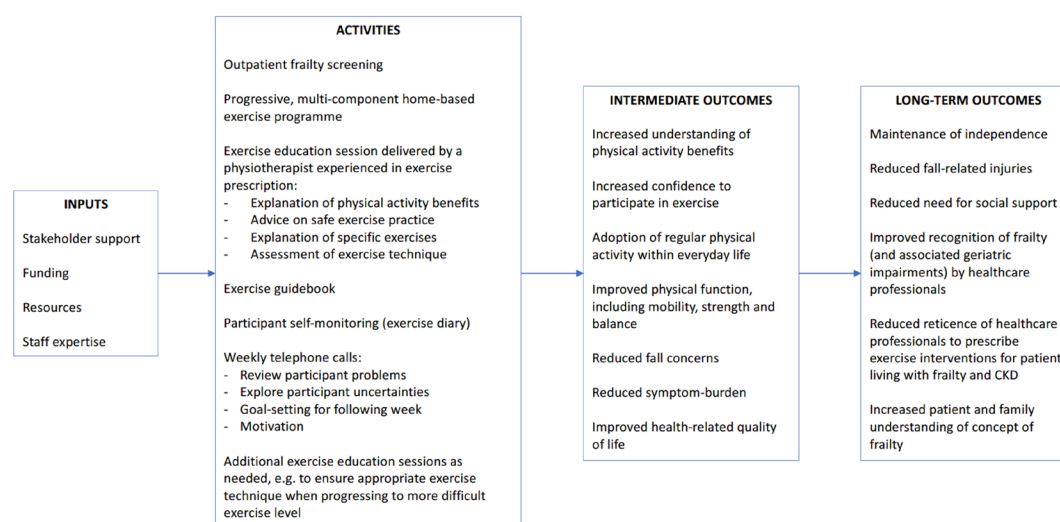 INPUTS
Stakeholder support
Funding
Resources
Staff expertise
ACTIVITIES
Outpatient frailty screening
Progressive, multi-component home-based
exercise programme
Exercise education session delivered by a
physiotherapist experienced in exercise
prescription:
- Explanation of physical activity benefits
- Advice on safe exercise practice
- Explanation of specific exercises
- Assessment of exercise technique
Exercise guidebook
Participant self-monitoring (exercise diary)
Weekly telephone calls:
- Review participant problems
- Explore participant uncertainties
- Goal-setting for following week
- Motivation
Additional exercise education sessions as
needed, e.g. to ensure appropriate exercise
technique when progressing to more difficult
exercise level
INTERMEDIATE OUTCOMES
Increased understanding of
physical activity benefits
Increased confidence to
participate in exercise
Adoption of regular physical
activity within everyday life
Improved physical function,
including mobility, strength and
balance
Reduced fall concerns
Reduced symptom-burden
Improved health-related quality
of life
LONG-TERM OUTCOMES
Maintenance of independence
Reduced fall-related injuries
Reduced need for social support
Improved recognition of frailty
(and associated geriatric
impairments) by healthcare
professionals
Reduced reticence of healthcare
professionals to prescribe
exercise interventions for patient
living with frailty and CKD
Increased patient and family
understanding of concept of
frailty